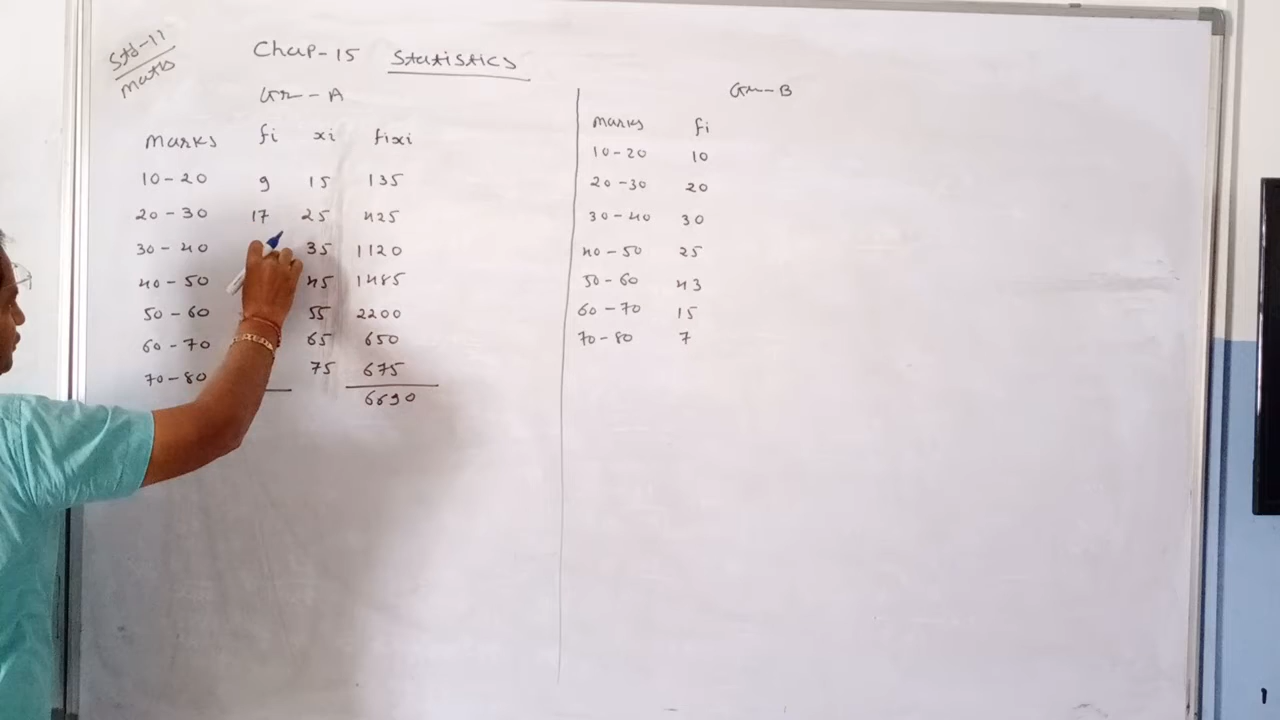 Std-11
maths
Chap-15 Statistics
Gr-A
marks fi xi fixi
10-20 9 15 135
20-30 17 25 425
30-40 35 1120
40-50 45 1485
50-60 55 2200
60-70 65 650
70-80 75 675
6690
Gr-B
marks fi
10-20 10
20-30 20
30-40 30
40-50 25
50-60 43
60-70 15
70-80 7